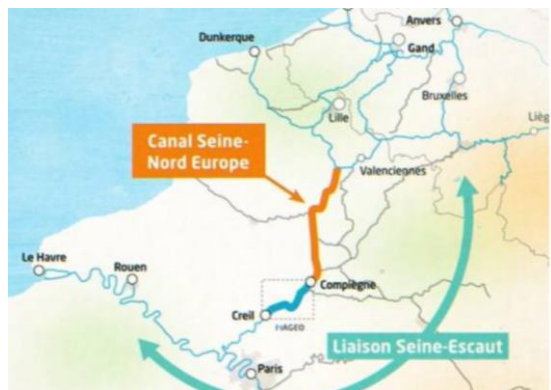 Anvers
Dunkerque
Gand
Bruxelles
Lille
Lièg
Canal Seine-
Nord Europe
Valenciennes
Le Havre
Rouen
Compiègne
Creil
MAGEO
Liaison Seine-Escaut
Paris